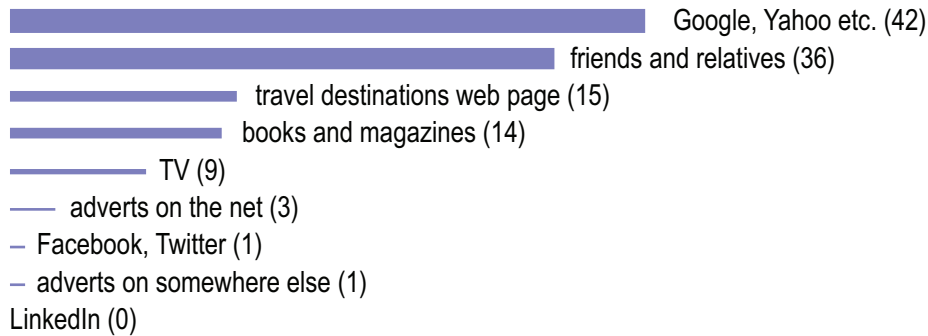 Google, Yahoo etc. (42)
friends and relatives (36)
travel destinations web page (15)
books and magazines (14)
TV (9)
adverts on the net (3)
Facebook, Twitter (1)
adverts on somewhere else (1)
LinkedIn (0)